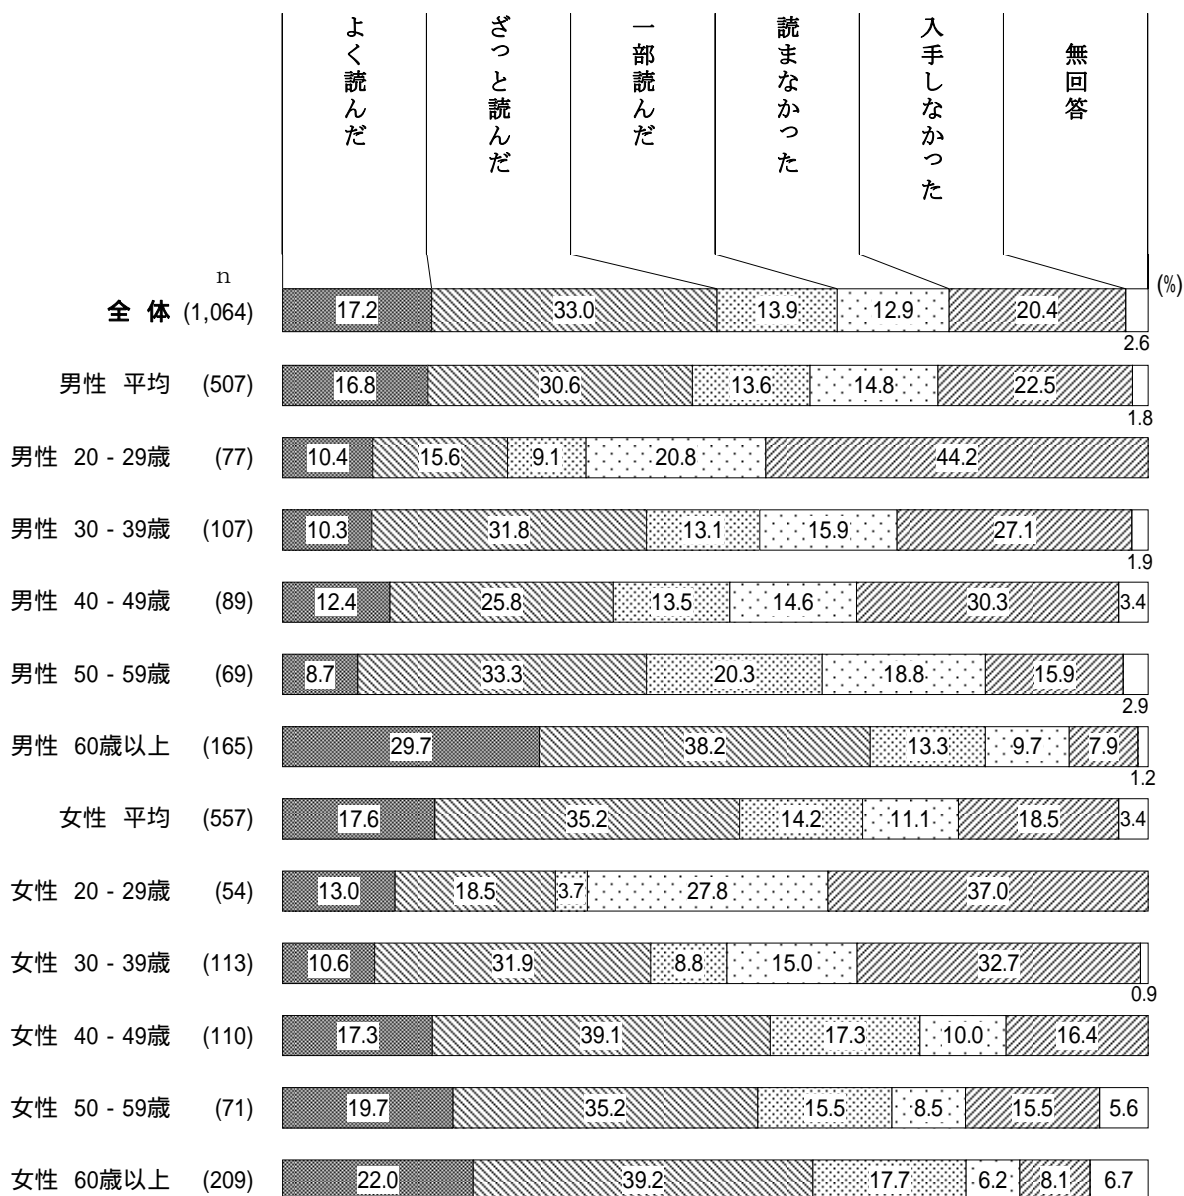 よく読んだ
ざっと読んだ
一部読んだ
読まなかった
入手しなかった
無回答
n
(%)
全 体 (1,064) 17.2 33.0 13.9 12.9 20.4 2.6
男性 平均 (507) 16.8 30.6 13.6 14.8 22.5 1.8
男性 20 - 29歳 (77) 10.4 15.6 9.1 20.8 44.2
男性 30 - 39歳 (107) 10.3 31.8 13.1 15.9 27.1 1.9
男性 40 - 49歳 (89) 12.4 25.8 13.5 14.6 30.3 3.4
男性 50 - 59歳 (69) 8.7 33.3 20.3 18.8 15.9 2.9
男性 60歳以上 (165) 29.7 38.2 13.3 9.7 7.9 1.2
女性 平均 (557) 17.6 35.2 14.2 11.1 18.5 3.4
女性 20 - 29歳 (54) 13.0 18.5 3.7 27.8 37.0
女性 30 - 39歳 (113) 10.6 31.9 8.8 15.0 32.7 0.9
女性 40 - 49歳 (110) 17.3 39.1 17.3 10.0 16.4
女性 50 - 59歳 (71) 19.7 35.2 15.5 8.5 15.5 5.6
女性 60歳以上 (209) 22.0 39.2 17.7 6.2 8.1 6.7